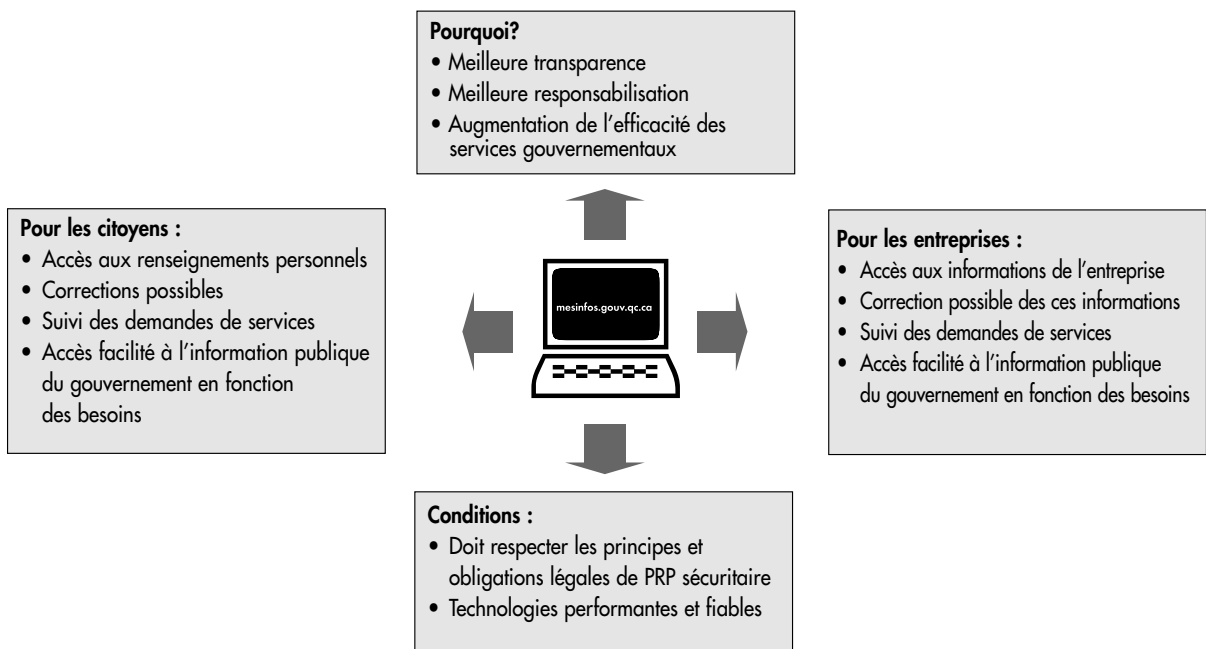 Pourquoi?
• Meilleure transparence
• Meilleure responsabilisation
• Augmentation de l'efficacité des
services gouvernementaux
Pour les citoyens :
• Accès aux renseignements personnels
• Corrections possibles
• Suivi des demandes de services
• Accès facilité à l'information publique
du gouvernement en fonction
des besoins
mesinfos.gouv.qc.ca
Pour les entreprises :
• Accès aux informations de l'entreprise
• Correction possible des ces informations
• Suivi des demandes de services
• Accès facilité à l'information publique
du gouvernement en fonction des besoins
Conditions :
• Doit respecter les principes et
obligations légales de PRP sécuritaire
• Technologies performantes et fiables